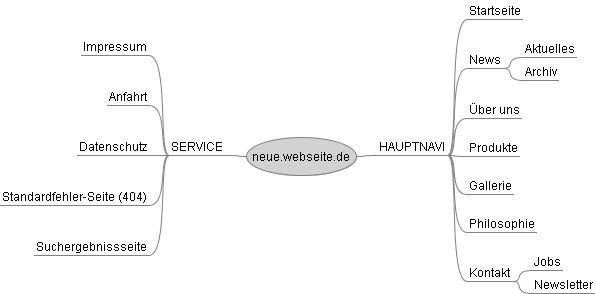 Impressum
Anfahrt
Datenschutz
Standardfehler-Seite (404)
Suchergebnissseite
SERVICE
neue.webseite.de
HAUPTNAVI
Startseite
News
Aktuelles
Archiv
Über uns
Produkte
Gallerie
Philosophie
Kontakt
Jobs
Newsletter